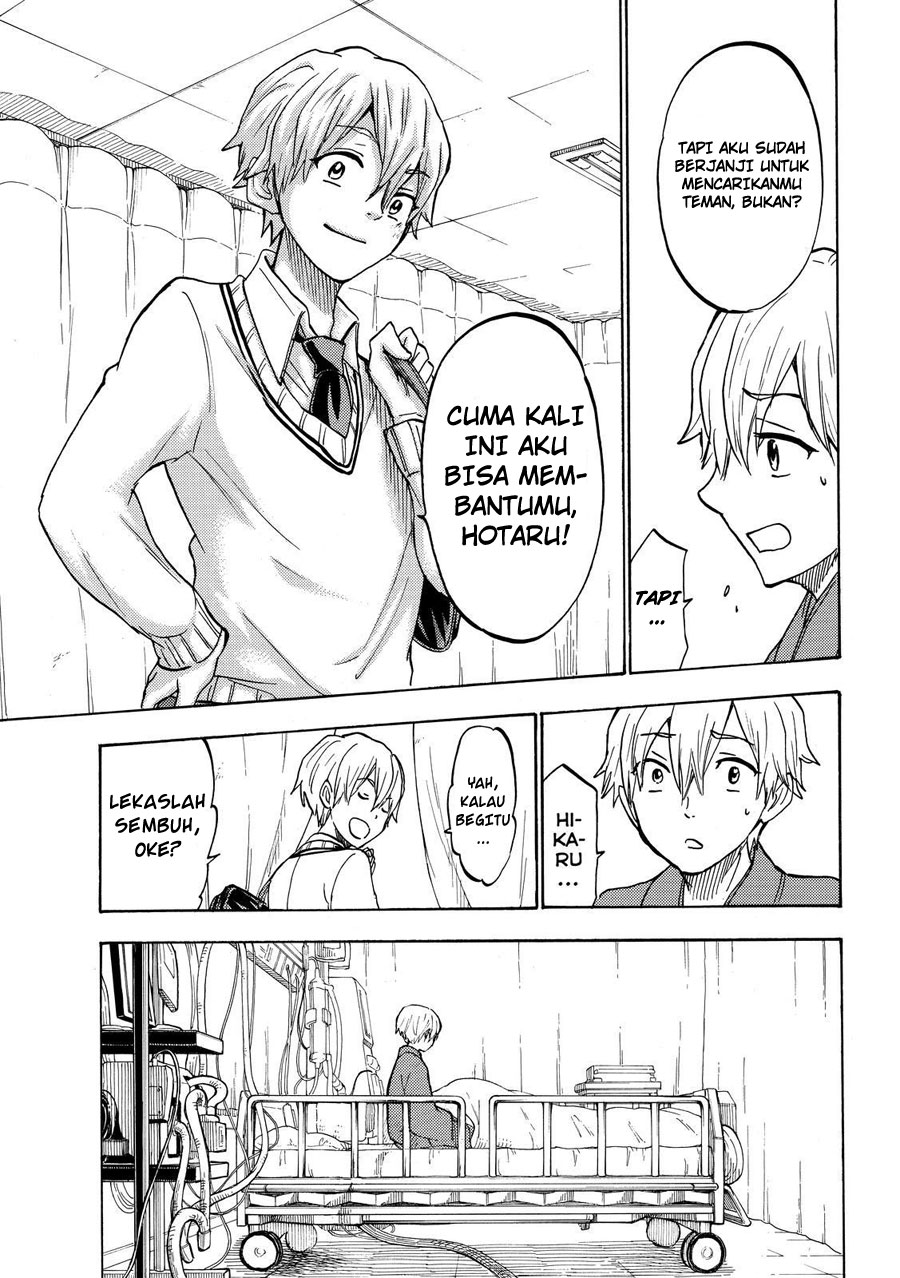 TAPI AKU SUDAH
BERJANJI UNTUK
MENCARIKANMU
TEMAN, BUKAN?
TAPI
...
CUMA KALI
INI AKU
BISA MEM-
BANTUMU,
HOTARU!
HI-
KA-
RU
...
YAH,
KALAU
BEGITU
...
LEKASLAH
SEMBUH,
OKE?